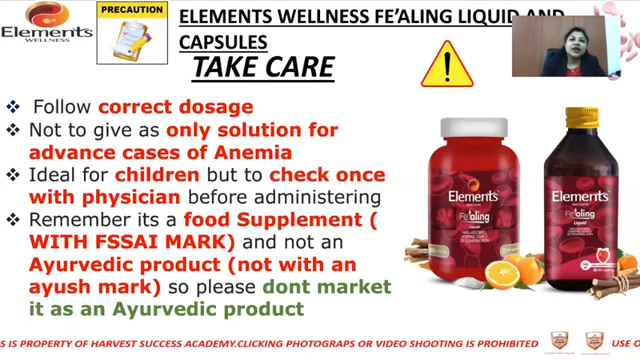 Elements
WELLNESS
PRECAUTION
ELEMENTS WELLNESS FE'ALING LIQUID AND
CAPSULES
TAKE CARE
Follow correct dosage
Not to give as only solution for
advance cases of Anemia
Ideal for children but to check once
with physician before administering
Remember its a food Supplement (
WITH FSSAI MARK) and not an
Ayurvedic product (not with an
ayush mark) so please dont market
it as an Ayurvedic product
Elements
Fe'aling
Elements
Fe'aling
Liquid
S IS PROPERTY OF HARVEST SUCCESS ACADEMY.CLICKING PHOTOGRAPS OR VIDEO SHOOTING IS PROHIBITED
USE O